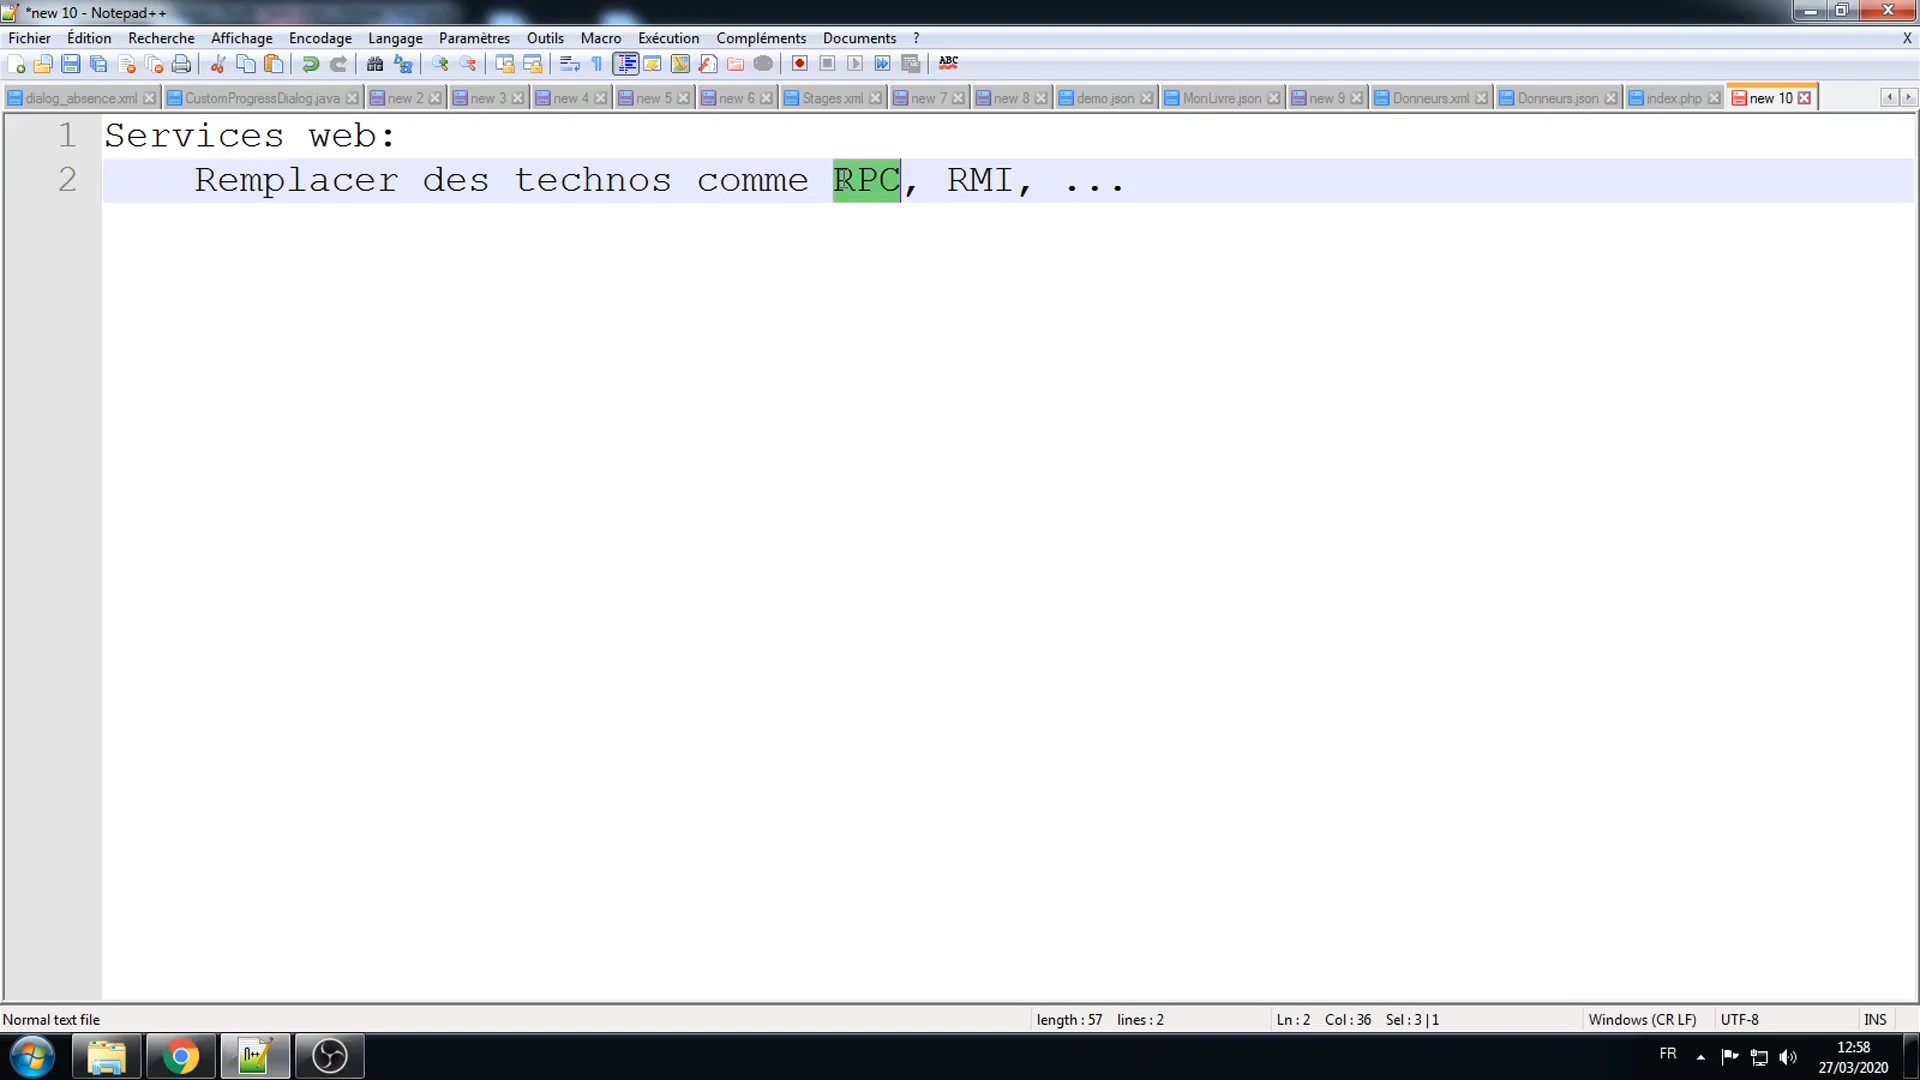 *new 10 - Notepad++
Fichier Édition Recherche Affichage Encodage Langage Paramètres Outils Macro Exécution Compléments Documents ? X
ABC
dialog_absence.xml CustomProgressDialog.java new 2 new 3 new 4 new 5 new 6 Stages.xml new 7 new 8 demo.json MonLivre.json new 9 Donneurs.xml Donneurs.json index.php new 10
1 Services web:
2 Remplacer des technos comme RPC, RMI, ...
Normal text file length : 57 lines : 2 Ln : 2 Col : 36 Sel : 3 | 1 Windows (CR LF) UTF-8 INS
FR 12:58
27/03/2020